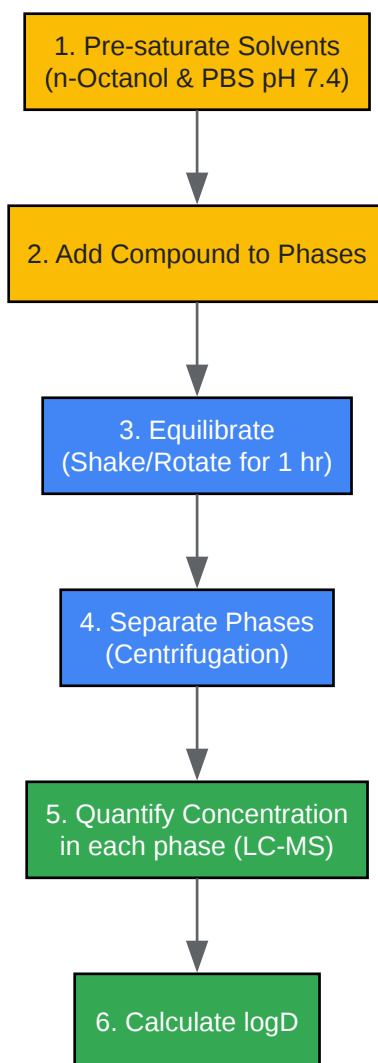 1. Pre-saturate Solvents
(n-Octanol & PBS pH 7.4)
2. Add Compound to Phases
3. Equilibrate
(Shake/Rotate for 1 hr)
4. Separate Phases
(Centrifugation)
5. Quantify Concentration
in each phase (LC-MS)
6. Calculate logD